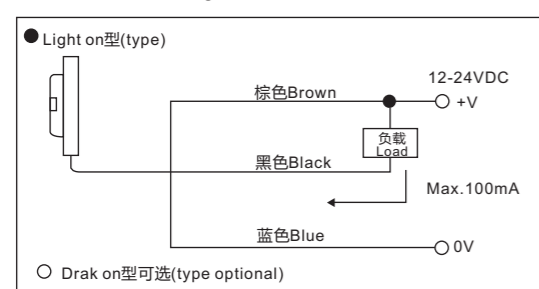 Light on型(type)
12-24VDC
棕色Brown
+V
负载
Load
黑色Black
Max.100mA
蓝色Blue
0V
Drak on型可选(type optional)